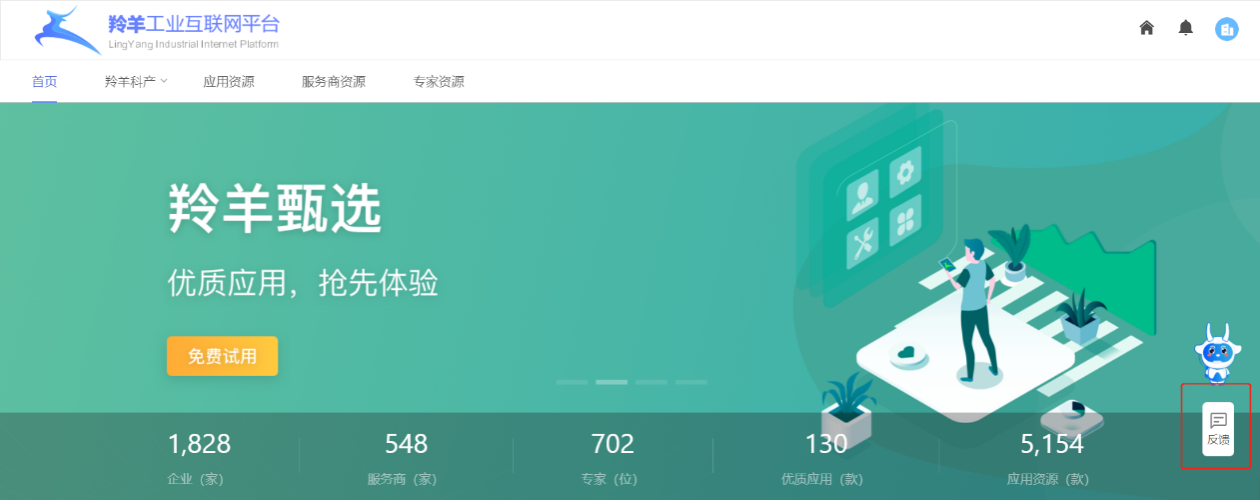 羚羊工业互联网平台
LingYang Industrial Internet Platform
首页 羚羊科产 应用资源 服务商资源 专家资源
羚羊甄选
优质应用，抢先体验
免费试用
1,828 548 702 130 5,154
企业（家） 服务商（家） 专家（位） 优质应用（款） 应用资源（款）
反馈